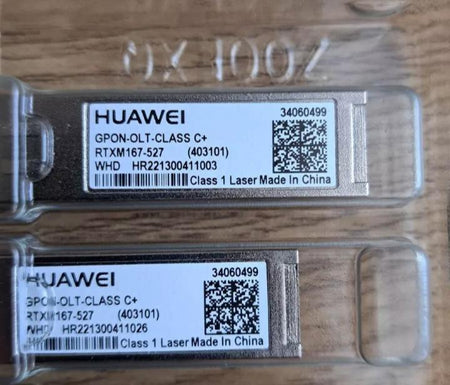 HUAWEI 34060499
GPON-OLT-CLASS C+
RTXM167-527 (403101)
WHD HR221300411003
Class 1 Laser Made In China
HUAWEI 34060499
GPON-OLT-CLASS C+
RTXM167-527 (403101)
WHD HR221300411026
Class 1 Laser Made In China